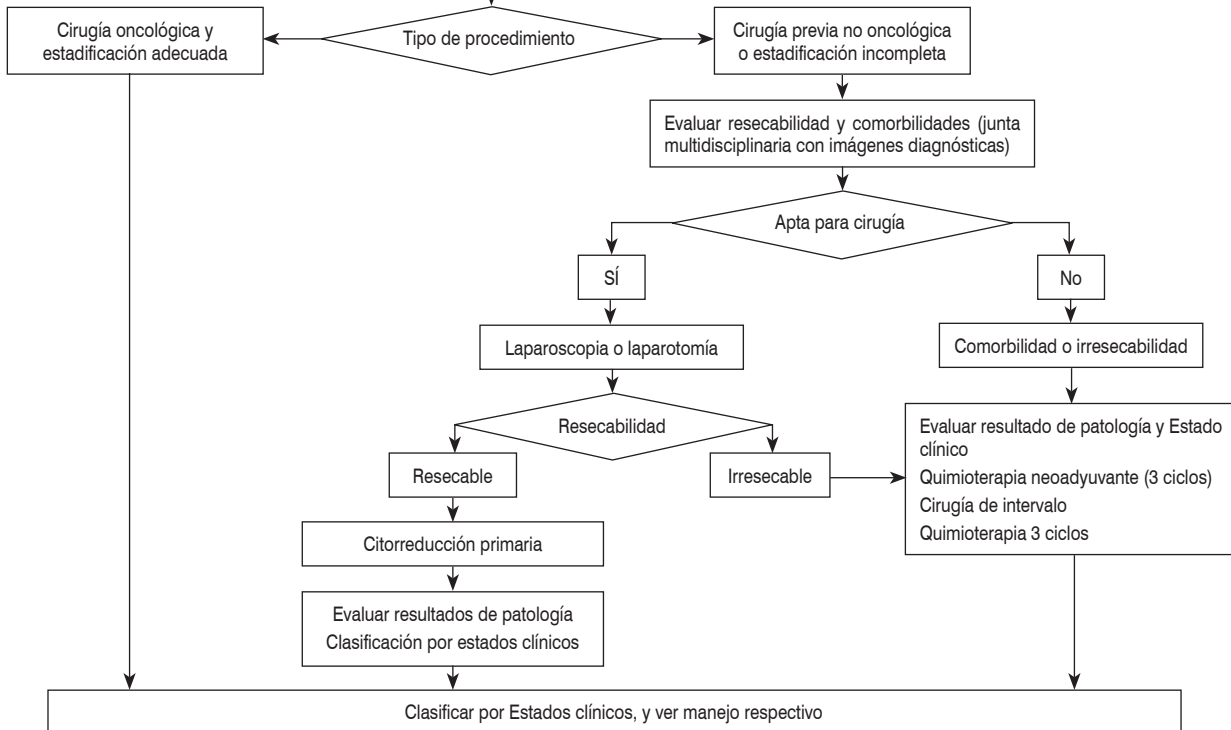 Cirugía oncológica y
estadificación adecuada
Tipo de procedimiento
Cirugía previa no oncológica
o estadificación incompleta
Evaluar resecabilidad y comorbilidades (junta
multidisciplinaria con imágenes diagnósticas)
Apta para cirugía
SÍ
No
Laparoscopia o laparotomía
Comorbilidad o irresecabilidad
Resecabilidad
Resecable
Irresecable
Evaluar resultado de patología y Estado
clínico
Quimioterapia neoadyuvante (3 ciclos)
Cirugía de intervalo
Quimioterapia 3 ciclos
Citorreducción primaria
Evaluar resultados de patología
Clasificación por estados clínicos
Clasificar por Estados clínicos, y ver manejo respectivo